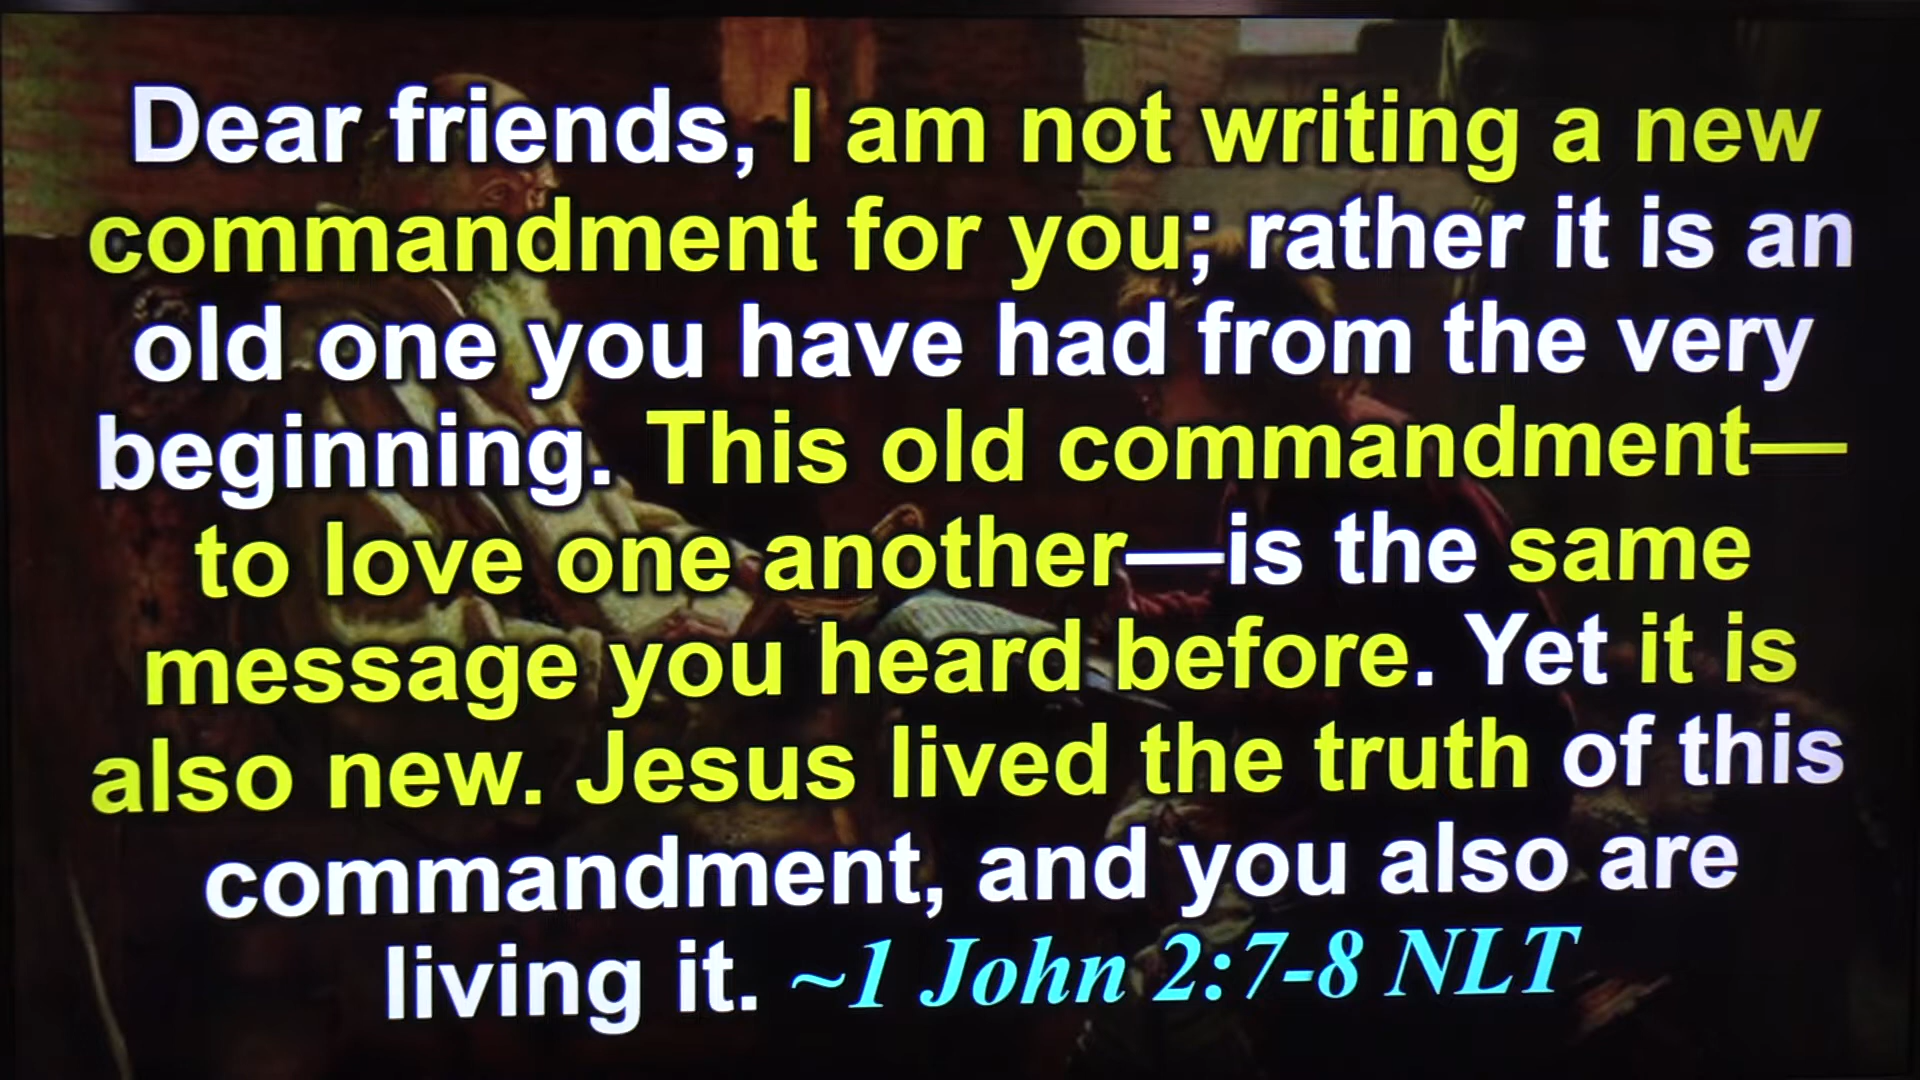 Dear friends, I am not writing a new
commandment for you; rather it is an
old one you have had from the very
beginning. This old commandment—
to love one another—is the same
message you heard before. Yet it is
also new. Jesus lived the truth of this
commandment, and you also are
living it. ~1 John 2:7-8 NLT